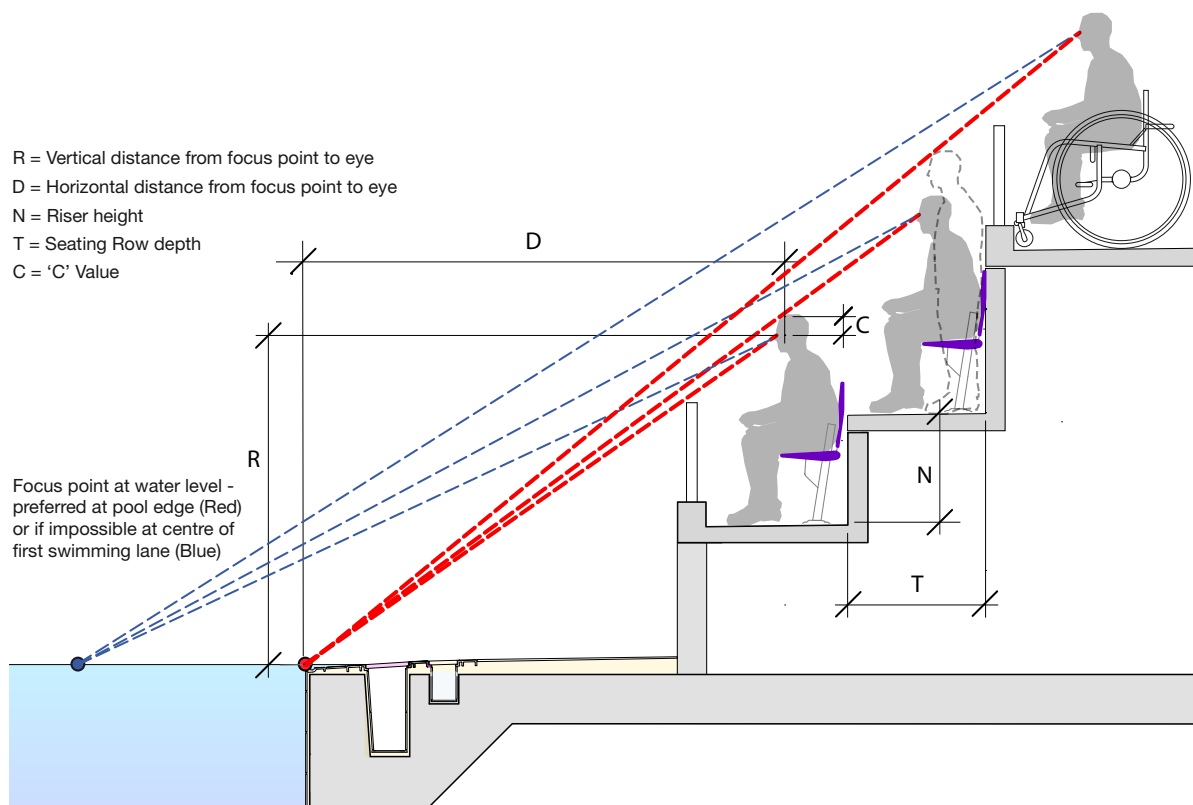 R = Vertical distance from focus point to eye
D = Horizontal distance from focus point to eye
N = Riser height
T = Seating Row depth
C = ‘C’ Value
D
C
R
N
T
Focus point at water level -
preferred at pool edge (Red)
or if impossible at centre of
first swimming lane (Blue)